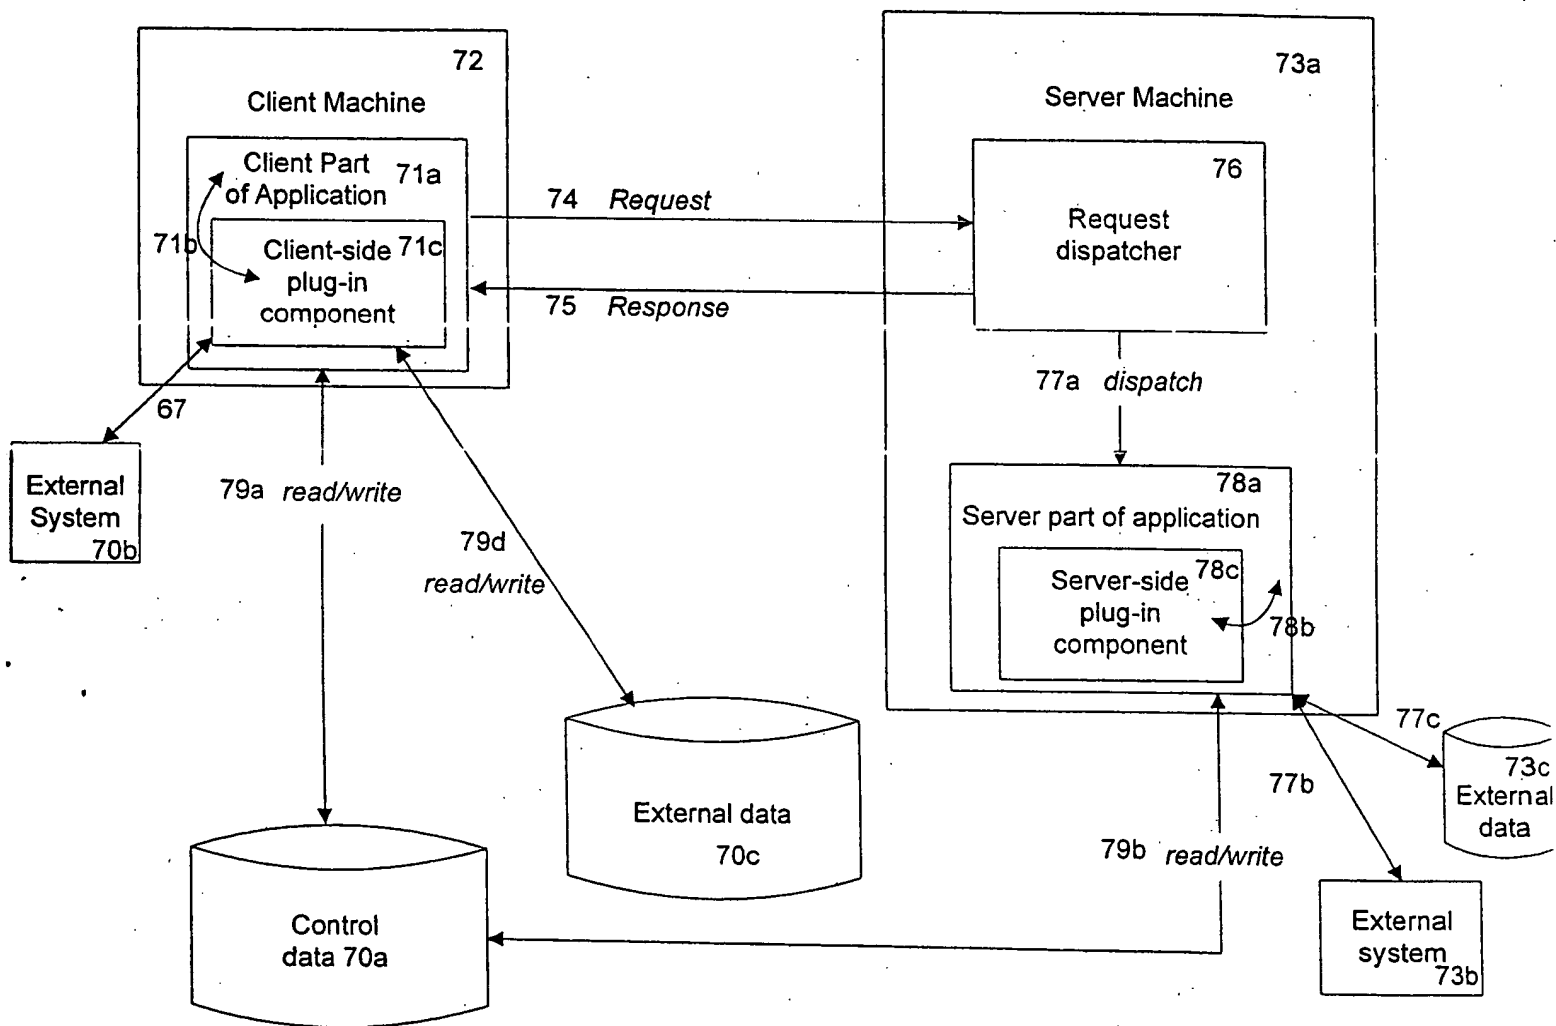 72
Client Machine
Client Part
of Application
71a
71b
Client-side
plug-in
component
71c
67
External
System
70b
74 Request
75 Response
73a
Server Machine
76
Request
dispatcher
77a dispatch
78a
Server part of application
Server-side
plug-in
component
78c
78b
79a read/write
79d
read/write
External data
70c
Control
data 70a
79b read/write
77c
77b
73c
External
data
External
system
73b